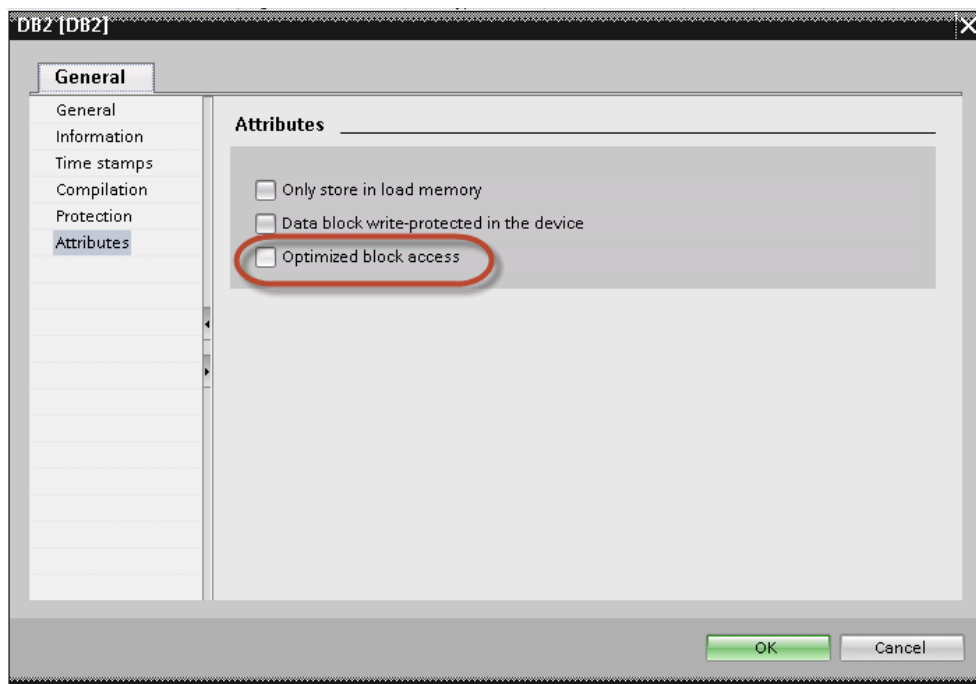 DB2 [DB2]
General
General
Information
Time stamps
Compilation
Protection
Attributes
Attributes
Only store in load memory
Data block write-protected in the device
Optimized block access
OK
Cancel